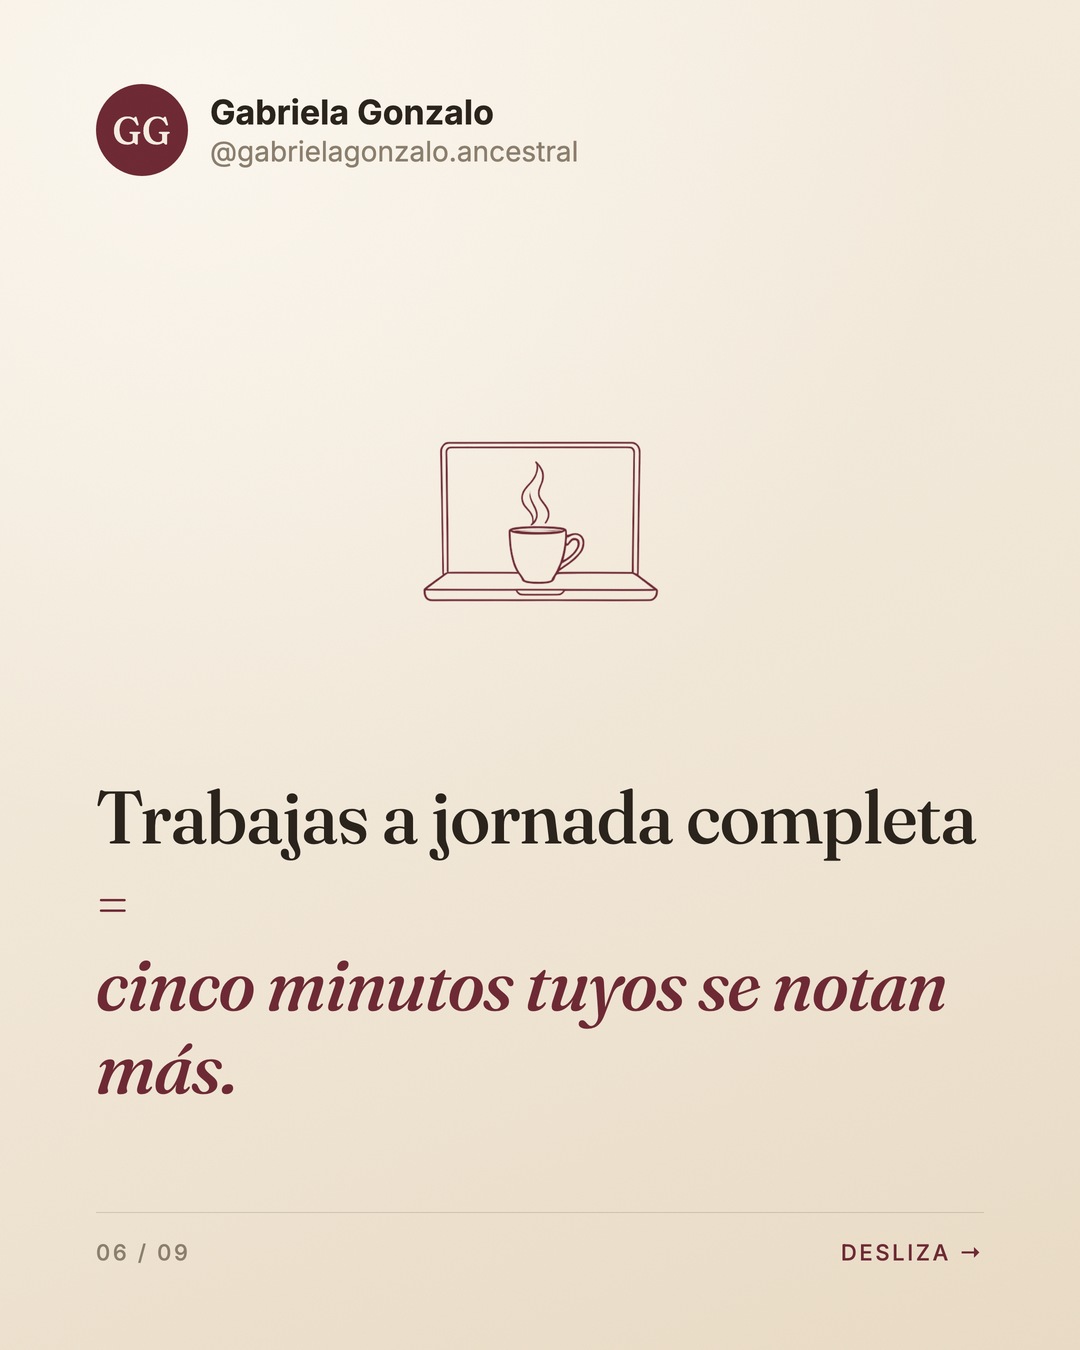 GG
Gabriela Gonzalo
@gabrielagonzalo.ancestral
Trabajas a jornada completa
=
cinco minutos tuyos se notan
más.
06 / 09
DESLIZA →